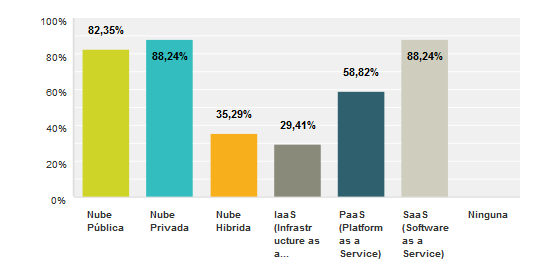 100%
80%
60%
40%
20%
0%
82,35%
88,24%
35,29%
29,41%
58,82%
88,24%
Nube
Pública
Nube
Privada
Nube
Hibrida
IaaS
(Infrastr
ucture as
a...
PaaS
(Platform
as a
Service)
SaaS
(Software
as a
Service)
Ninguna